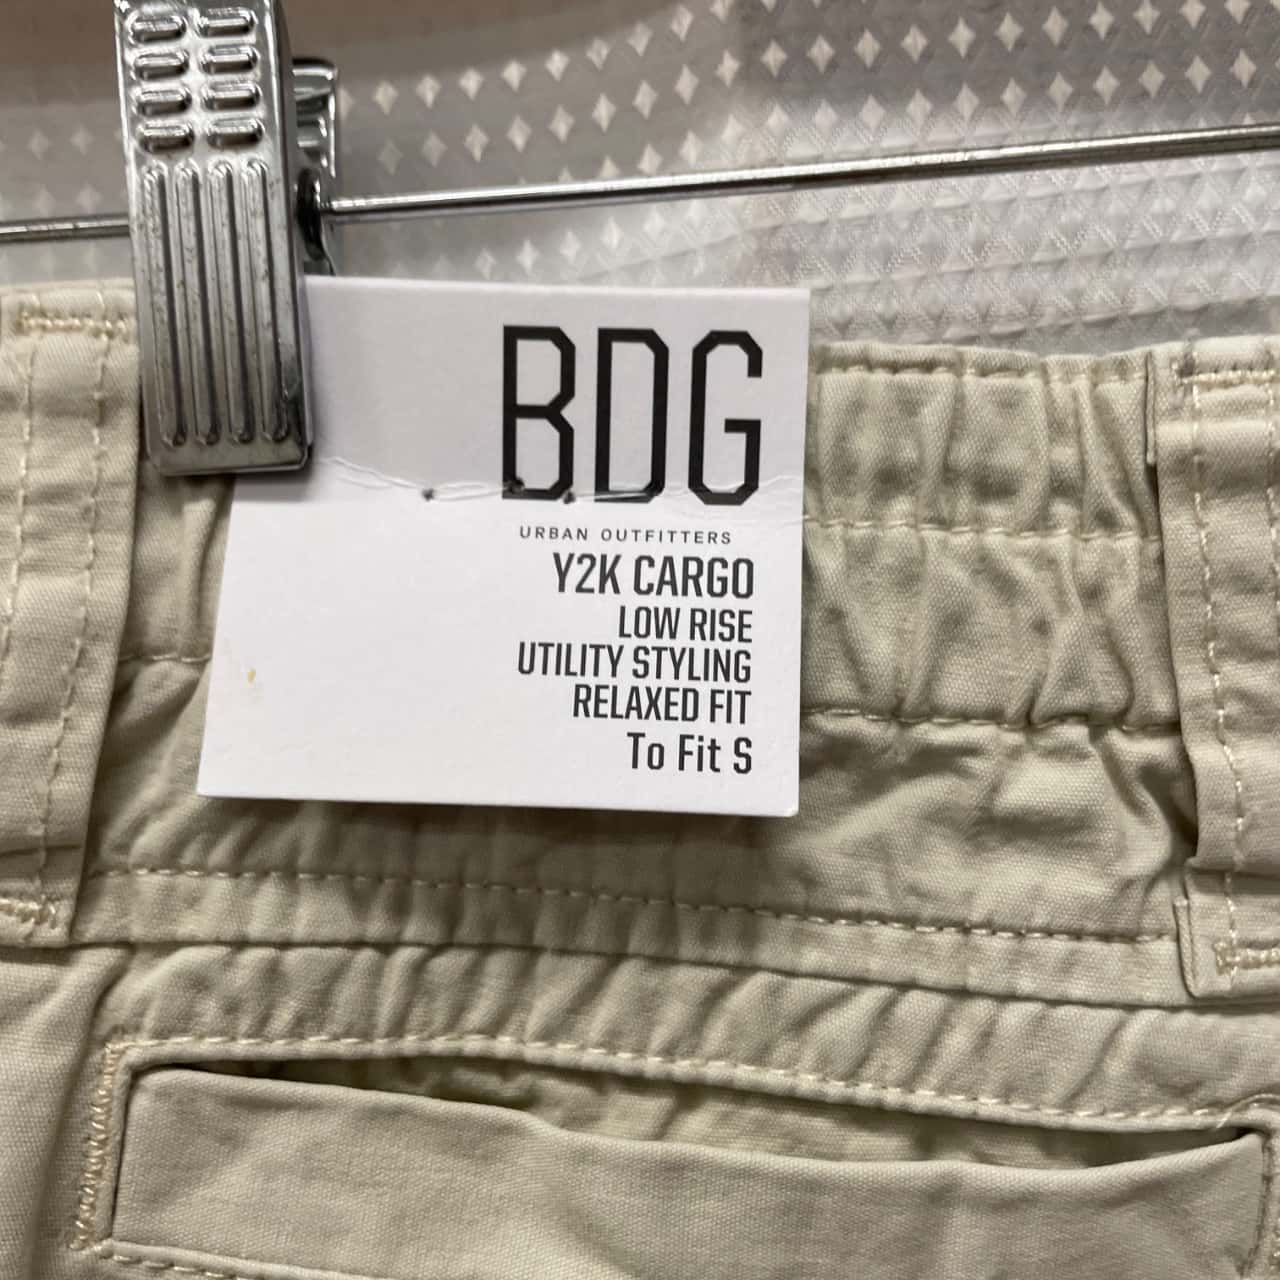 BDG
URBAN OUTFITTERS
Y2K CARGO
LOW RISE
UTILITY STYLING
RELAXED FIT
To Fit S